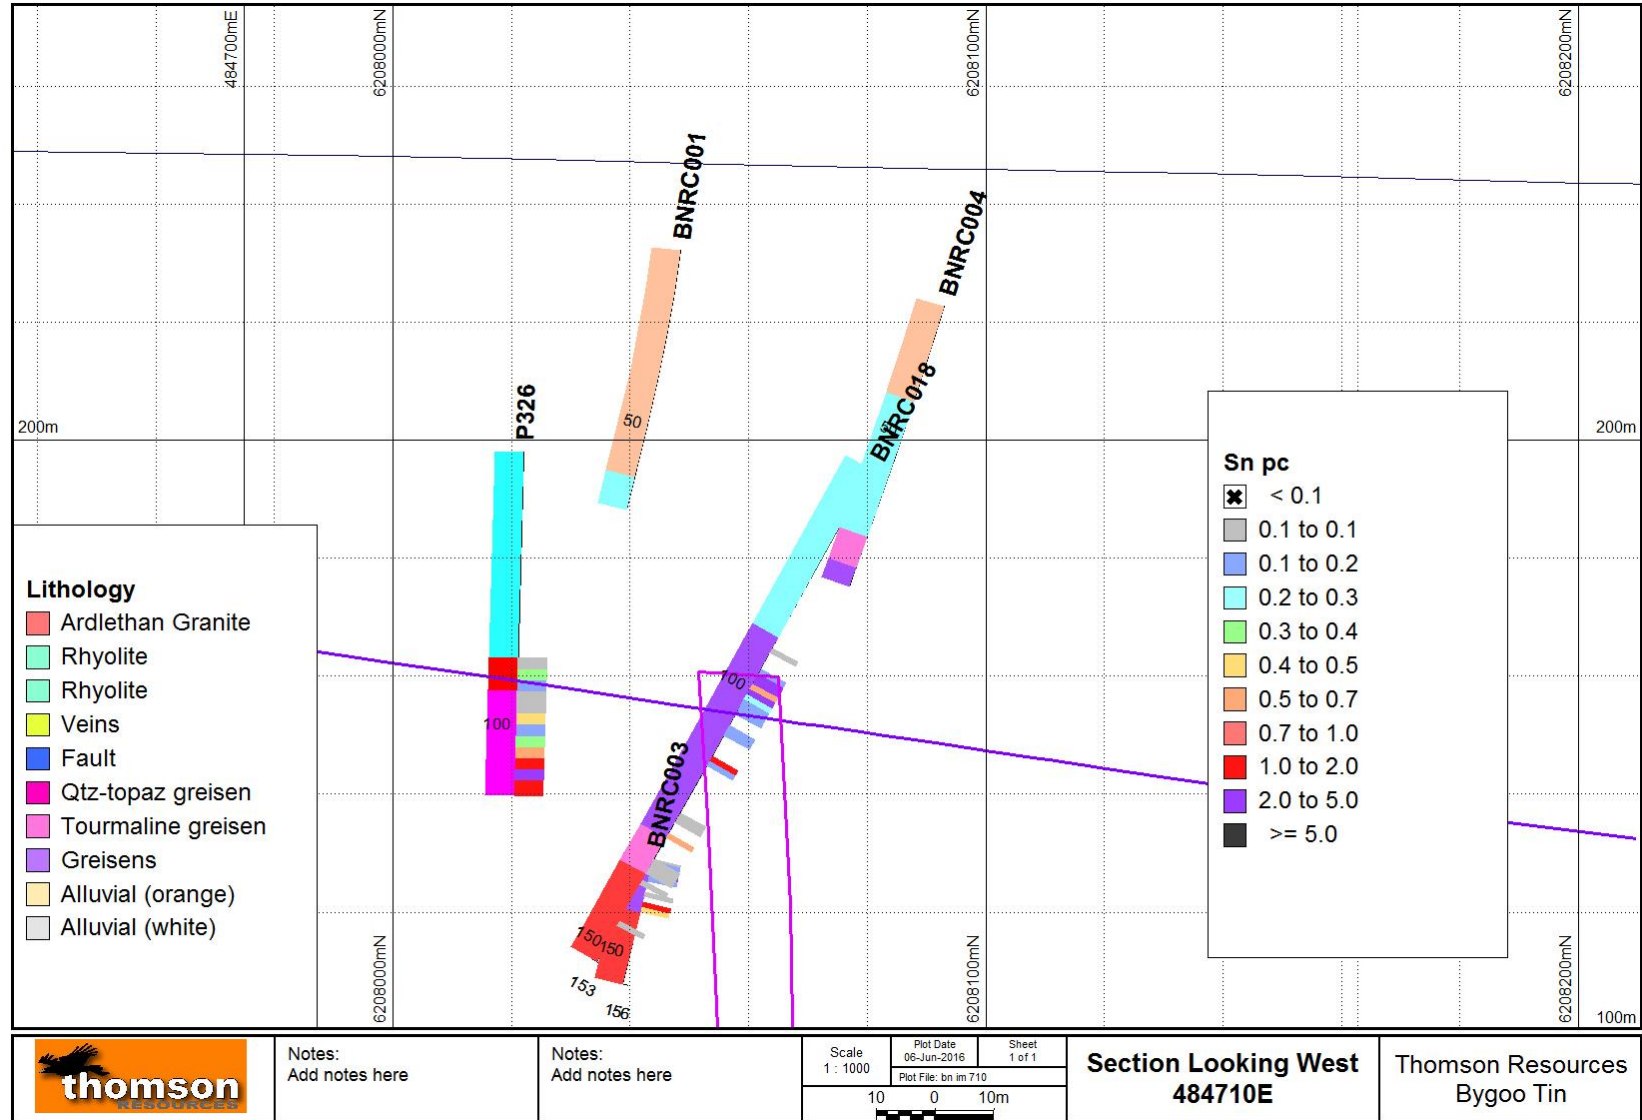 484700mE
6208000mN
6208100mN
6208200mN
BNRC001
BNRC004
BNRC018
P326
50
200m
200m
100
100
BNRC003
150
150
153
156
Lithology
Ardlethan Granite
Rhyolite
Rhyolite
Veins
Fault
Qtz-topaz greisen
Tourmaline greisen
Greisens
Alluvial (orange)
Alluvial (white)
Sn pc
< 0.1
0.1 to 0.1
0.1 to 0.2
0.2 to 0.3
0.3 to 0.4
0.4 to 0.5
0.5 to 0.7
0.7 to 1.0
1.0 to 2.0
2.0 to 5.0
>= 5.0
6208000mN
6208100mN
6208200mN
100m
thomson
RESOURCES
Notes:
Add notes here
Notes:
Add notes here
Scale
1 : 1000
Plot Date
06-Jun-2016
Sheet
1 of 1
Plot File: bn im 710
10 0 10m
Section Looking West
484710E
Thomson Resources
Bygoo Tin